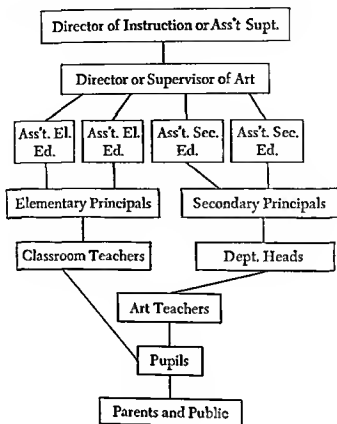 Director of Instruction or Ass't Supt.
Director or Supervisor of Art
Ass't. El.
Ed.
Ass't. El.
Ed.
Ass't. Sec.
Ed.
Ass't. Sec.
Ed.
Elementary Principals
Secondary Principals
Classroom Teachers
Dept. Heads
Art Teachers
Pupils
Parents and Public